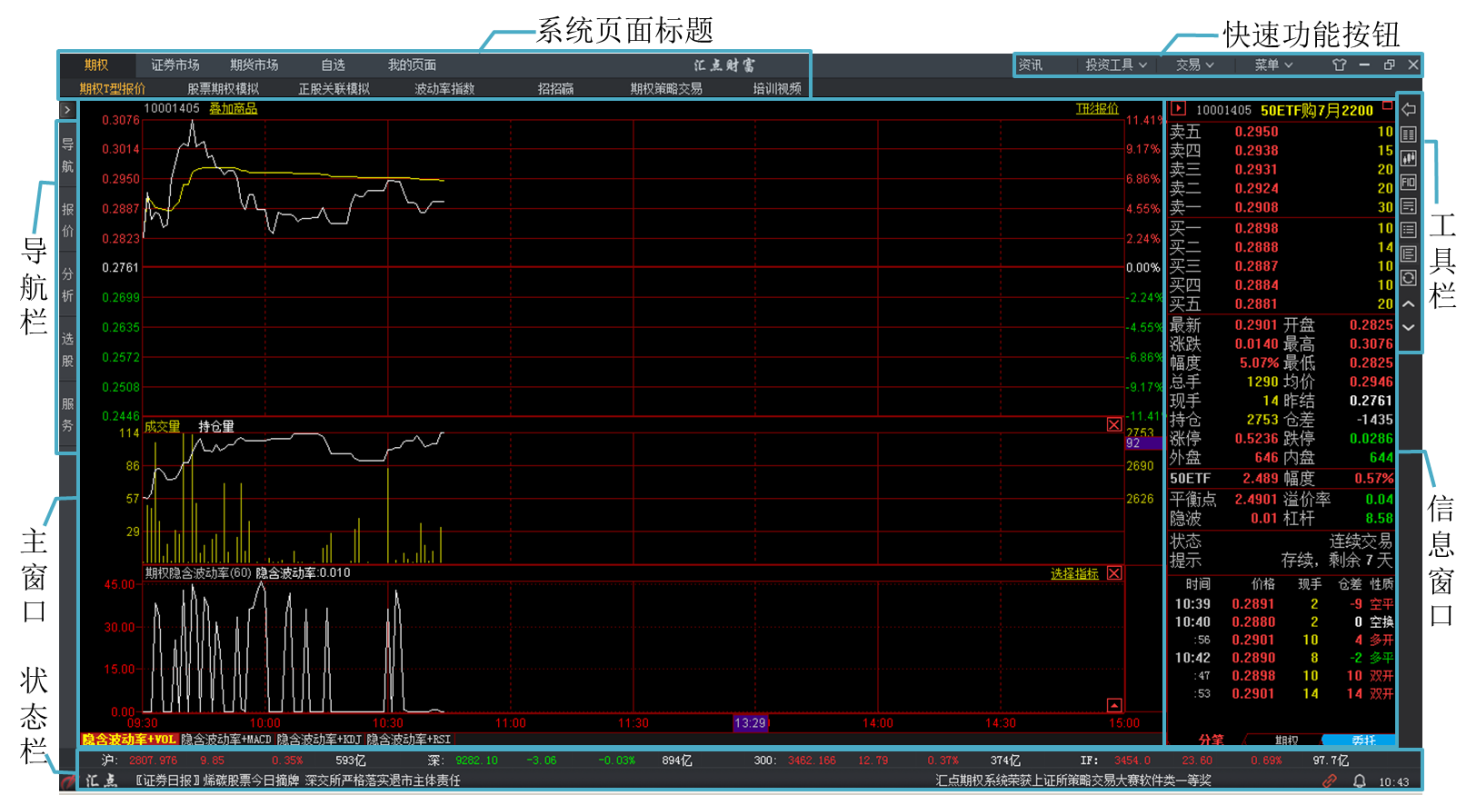 系统页面标题
快速功能按钮
期权 证券市场 期货市场 自选 我的页面 汇点财富 资讯 投资工具 交易 菜单
期权T型报价 股票期权模拟 正股关联模拟 波动率指数 招招赢 期权策略交易 培训视频
10001405 叠加商品 T形报价
0.3076 11.41%
0.3014 9.17%
0.2950 6.86%
0.2887 4.55%
0.2823 2.24%
0.2761 0.00%
0.2699 -2.24%
0.2635 -4.55%
0.2572 -6.86%
0.2508 -9.17%
0.2446 -11.41
导航
报价
分析
选股
服务
导航栏
主窗口
状态栏
成交量 持仓量
114 2753
92
86 2690
57 2626
29
期权隐含波动率(60) 隐含波动率:0.010 选择指标
45.00
30.00
15.00
0.00
09:30 10:00 10:30 11:00 11:30 13:29 14:00 14:30 15:00
隐含波动率+VOL 隐含波动率+MACD 隐含波动率+KDJ 隐含波动率+RSI
10001405 50ETF购7月2200
卖五 0.2950 10
卖四 0.2938 15
卖三 0.2931 20
卖二 0.2924 20
卖一 0.2908 30
买一 0.2898 10
买二 0.2888 14
买三 0.2887 10
买四 0.2884 10
买五 0.2881 20
最新 0.2901 开盘 0.2825
涨跌 0.0140 最高 0.3076
幅度 5.07% 最低 0.2825
总手 1290 均价 0.2946
现手 14 昨结 0.2761
持仓 2753 仓差 -1435
涨停 0.5236 跌停 0.0286
外盘 646 内盘 644
50ETF 2.489 幅度 0.57%
平衡点 2.4901 溢价率 0.04
隐波 0.01 杠杆 8.58
状态 连续交易
提示 存续，剩余 7 天
时间 价格 现手 仓差 性质
10:39 0.2891 2 -9 空平
10:40 0.2880 2 0 空换
:56 0.2901 10 4 多开
10:42 0.2890 8 -2 多平
:47 0.2898 10 10 双开
:53 0.2901 14 14 双开
分笔 期权 委托
FID
工具栏
信息窗口
沪: 2807.976 9.85 0.35% 593亿 深: 9282.10 -3.06 -0.03% 894亿 300: 3462.166 12.79 0.37% 374亿 IF: 3454.0 23.60 0.69% 97.7亿
汇点 〖证券日报〗烯碳股票今日摘牌 深交所严格落实退市主体责任 汇点期权系统荣获上证所策略交易大赛软件类一等奖 10:43